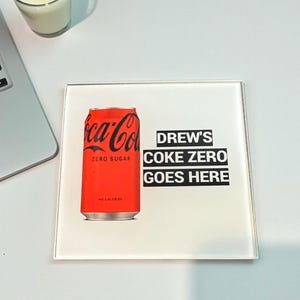 Coca-Cola
ZERO SUGAR
DREW'S
COKE ZERO
GOES HERE